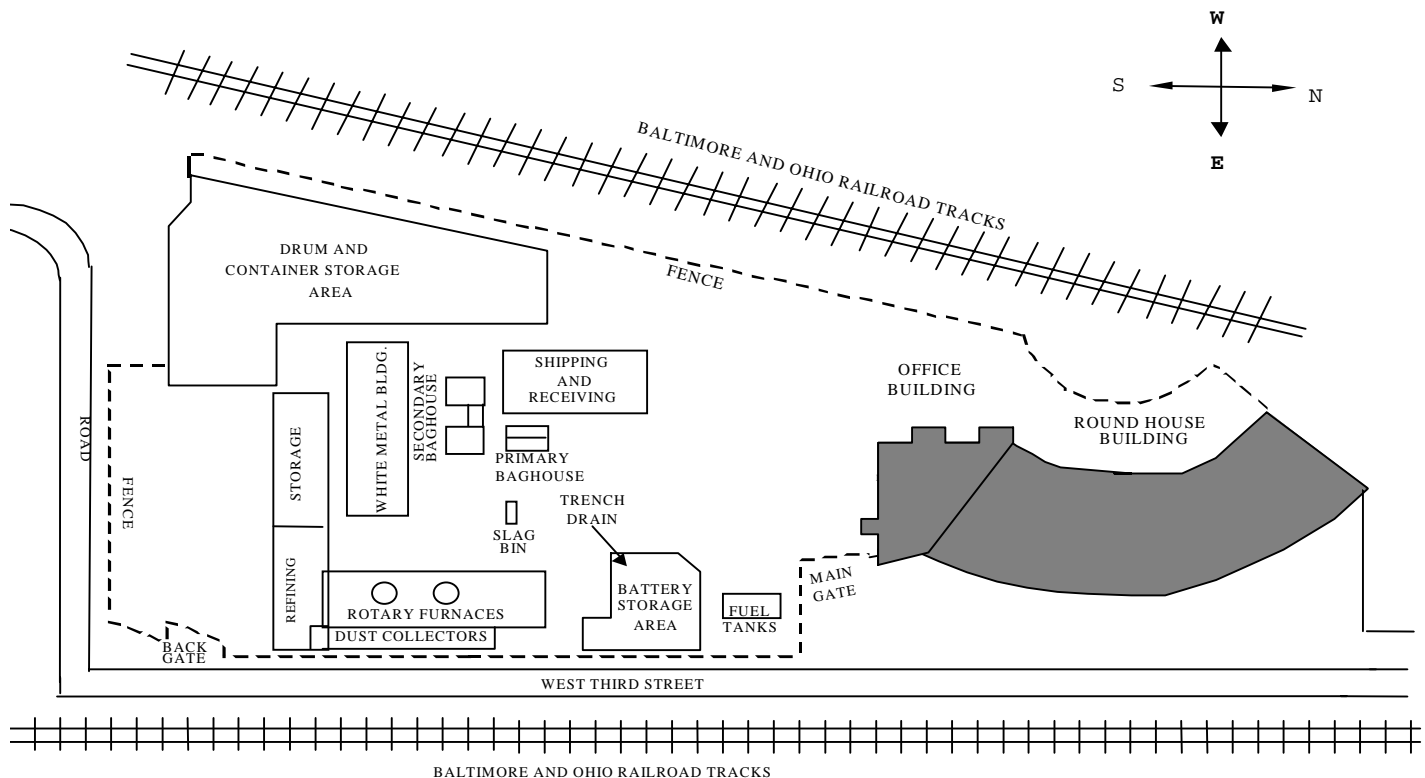 W
S
N
E
BALTIMORE AND OHIO RAILROAD TRACKS
DRUM AND
CONTAINER STORAGE
AREA
FENCE
OFFICE
BUILDING
SHIPPING
AND
RECEIVING
WHITE METAL BLDG.
SECONDARY
BAGHOUSE
ROUND HOUSE
BUILDING
ROAD
FENCE
STORAGE
PRIMARY
BAGHOUSE
TRENCH
DRAIN
SLAG
BIN
REFINING
MAIN
GATE
BATTERY
STORAGE
AREA
ROTARY FURNACES
FUEL
TANKS
DUST COLLECTORS
BACK
GATE
WEST THIRD STREET
BALTIMORE AND OHIO RAILROAD TRACKS